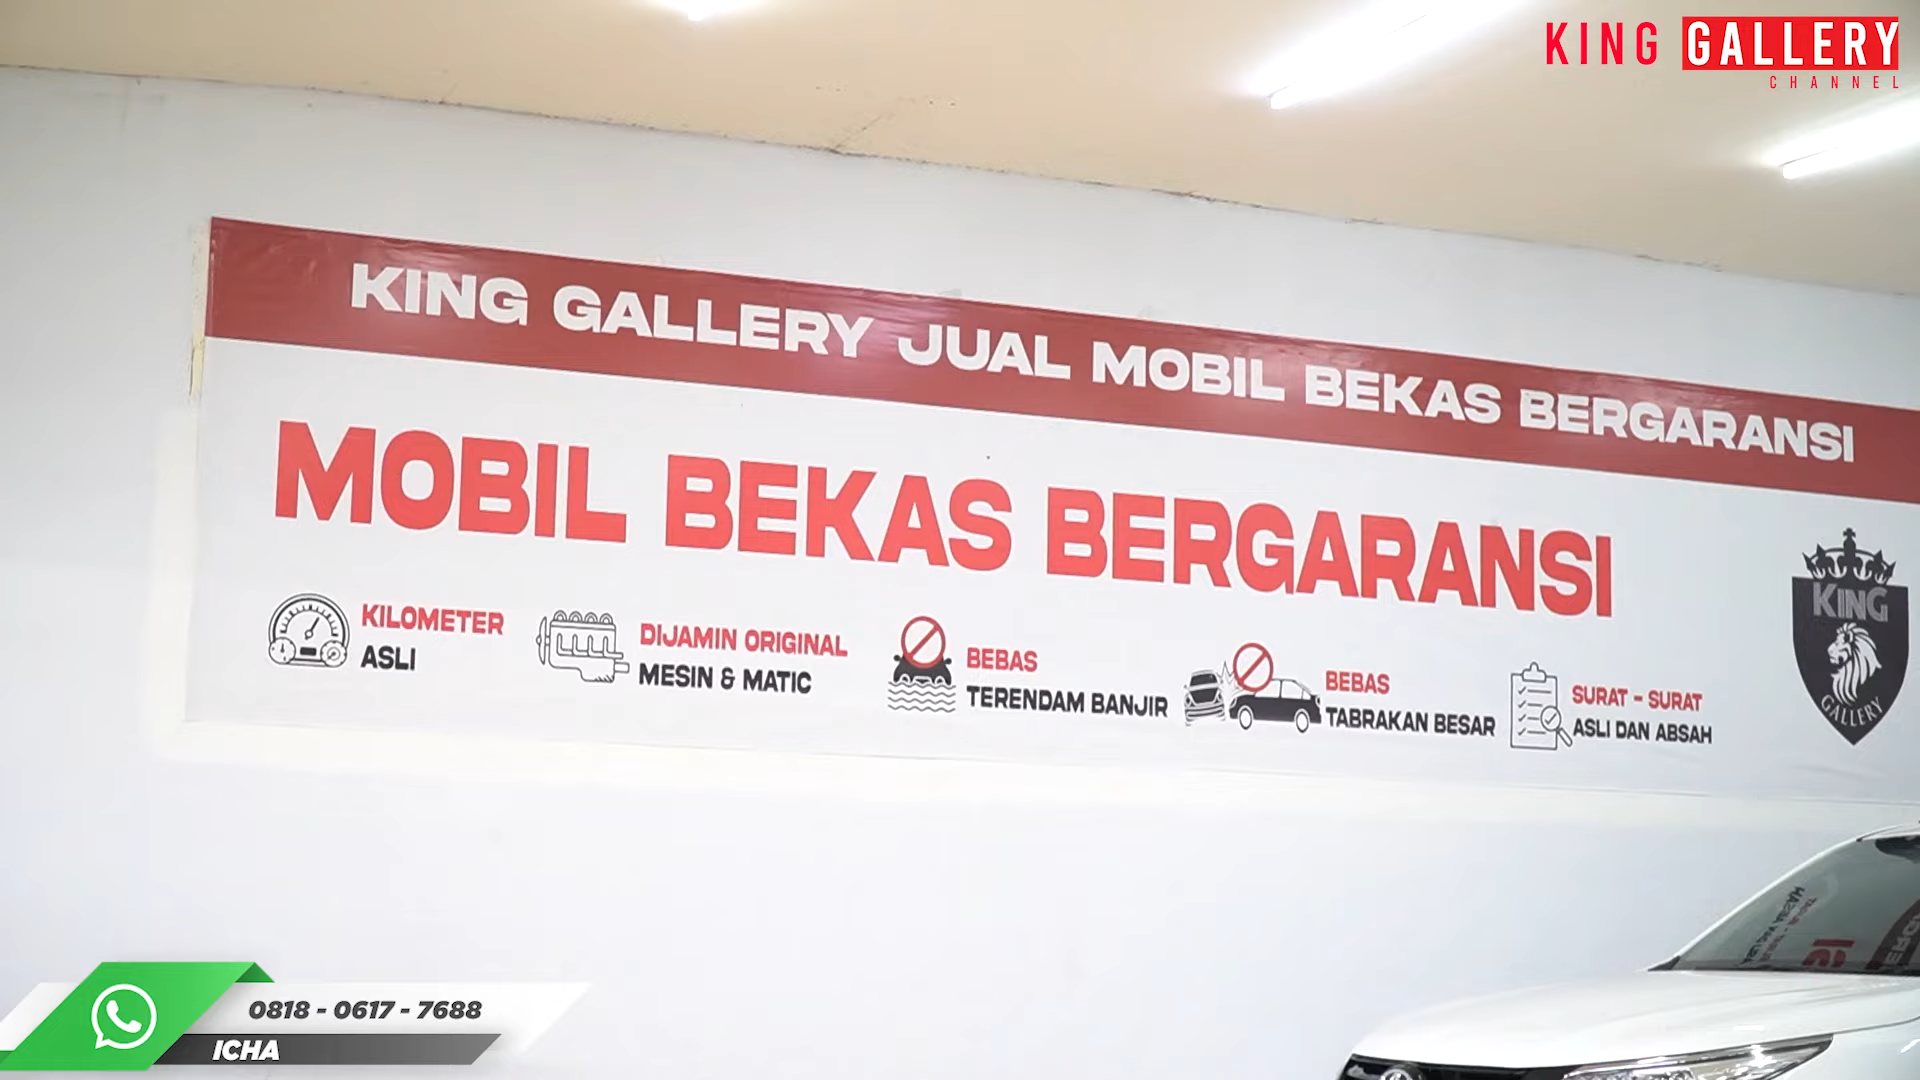 KING GALLERY
CHANNEL
KING GALLERY JUAL MOBIL BEKAS BERGARANSI
MOBIL BEKAS BERGARANSI
KILOMETER
ASLI
DIJAMIN ORIGINAL
MESIN & MATIC
BEBAS
TERENDAM BANJIR
BEBAS
TABRAKAN BESAR
SURAT - SURAT
ASLI DAN ABSAH
KING
GALLERY
0818 - 0617 - 7688
ICHA